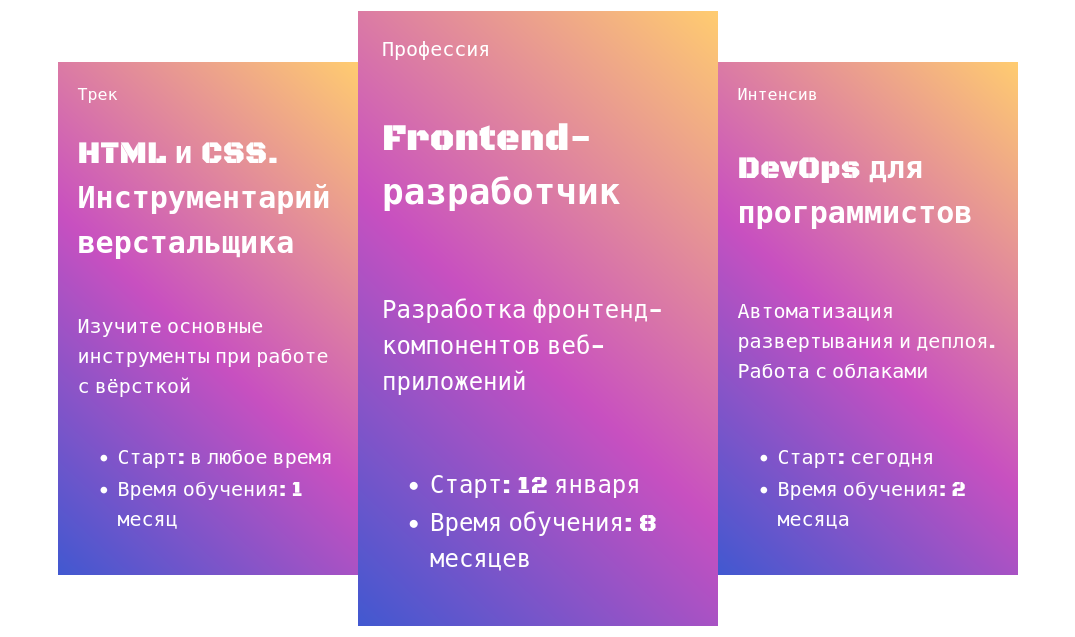 Трек
HTML и CSS.
Инструментарий
верстальщика
Изучите основные
инструменты при работе
с вёрсткой
• Старт: в любое время
• Время обучения: 1
месяц
Профессия
Frontend-
разработчик
Разработка фронтенд-
компонентов веб-
приложений
• Старт: 12 января
• Время обучения: 8
месяцев
Интенсив
DevOps для
программистов
Автоматизация
развертывания и деплоя.
Работа с облаками
• Старт: сегодня
• Время обучения: 2
месяца